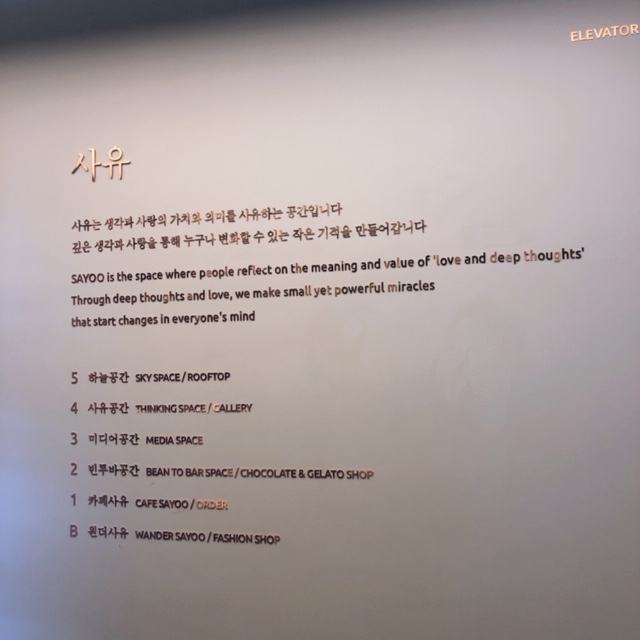 ELEVATOR
사유
사유는 생각과 사랑의 가치와 의미를 사유하는 공간입니다
깊은 생각과 사랑을 통해 누구나 변화할 수 있는 작은 기적을 만들어갑니다
SAYOO is the space where people reflect on the meaning and value of 'love and deep thoughts'
Through deep thoughts and love, we make small yet powerful miracles
that start changes in everyone's mind
5 하늘공간 SKY SPACE / ROOFTOP
4 사유공간 THINKING SPACE / GALLERY
3 미디어공간 MEDIA SPACE
2 빈투바공간 BEAN TO BAR SPACE / CHOCOLATE & GELATO SHOP
1 카페사유 CAFE SAYOO / ORDER
B 원더사유 WANDER SAYOO / FASHION SHOP